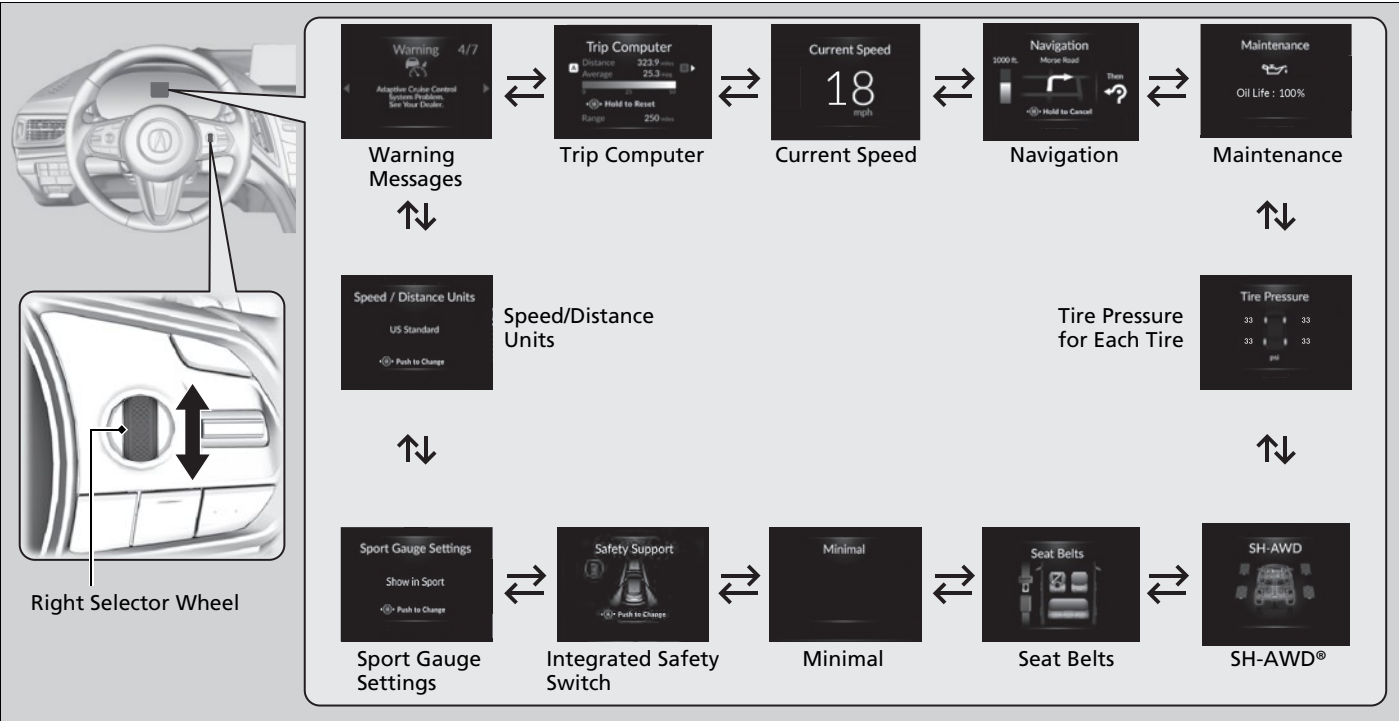 Warning 4/7
Adaptive Cruise Control
System Problem.
See Your Dealer.
Trip Computer
A Distance 323.9 miles
Average 25.3 mpg
0 25 50
Hold to Reset
Range 250 miles
Current Speed
18
mph
Navigation
1000 ft. Morse Road
Then
Hold to Cancel
Maintenance
Oil Life : 100%
Warning
Messages
Trip Computer
Current Speed
Navigation
Maintenance
Speed / Distance Units
US Standard
Push to Change
Speed/Distance
Units
Tire Pressure
for Each Tire
Tire Pressure
33 33
33 33
psi
Right Selector Wheel
Sport Gauge Settings
Show in Sport
Push to Change
Safety Support
Push to Change
Minimal
Seat Belts
SH-AWD
Sport Gauge
Settings
Integrated Safety
Switch
Minimal
Seat Belts
SH-AWD®